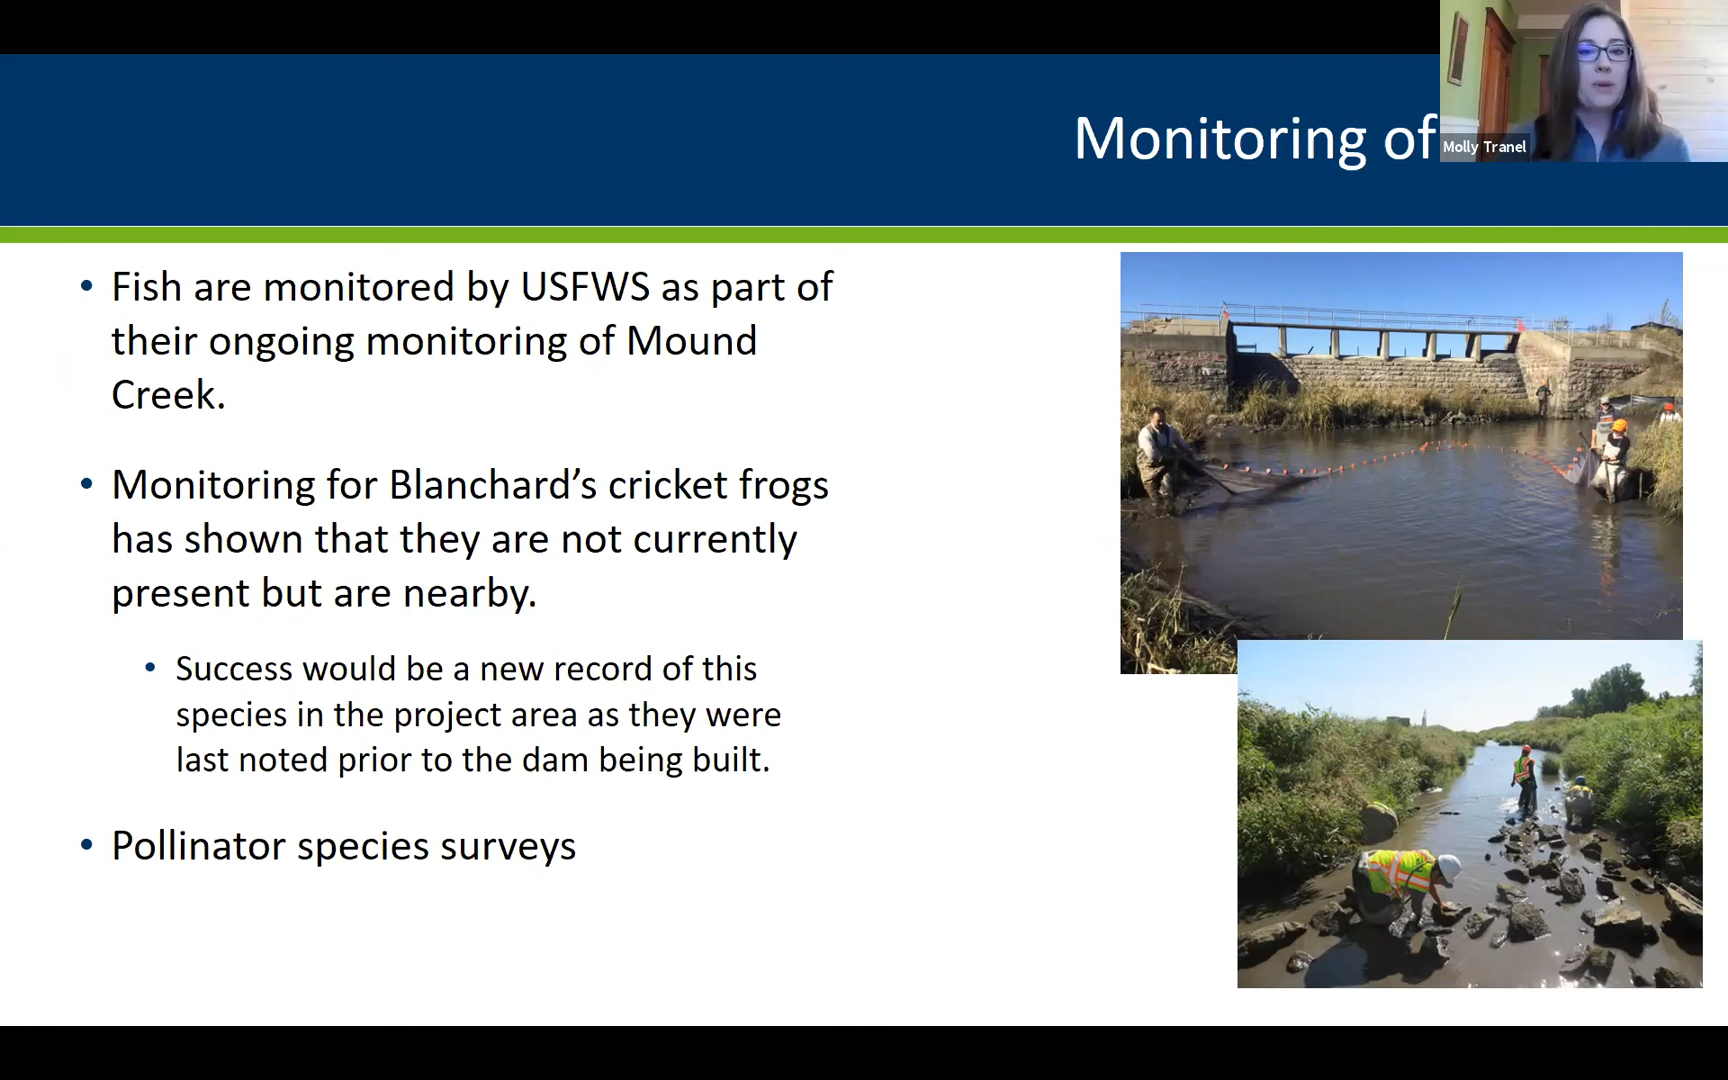 Monitoring of
Molly Tranel
• Fish are monitored by USFWS as part of
their ongoing monitoring of Mound
Creek.
• Monitoring for Blanchard’s cricket frogs
has shown that they are not currently
present but are nearby.
• Success would be a new record of this
species in the project area as they were
last noted prior to the dam being built.
• Pollinator species surveys